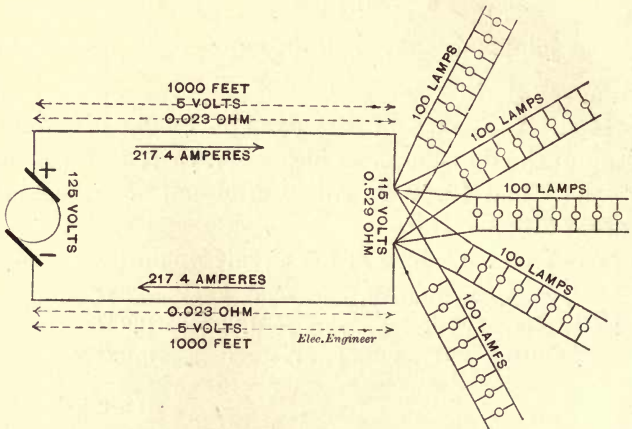 1000 FEET
5 VOLTS
0.023 OHM
217.4 AMPERES
+
125 VOLTS
–
115 VOLTS
0.529 OHM
217.4 AMPERES
0.023 OHM
5 VOLTS
1000 FEET
Elec.Engineer
100 LAMPS
100 LAMPS
100 LAMPS
100 LAMPS
100 LAMPS